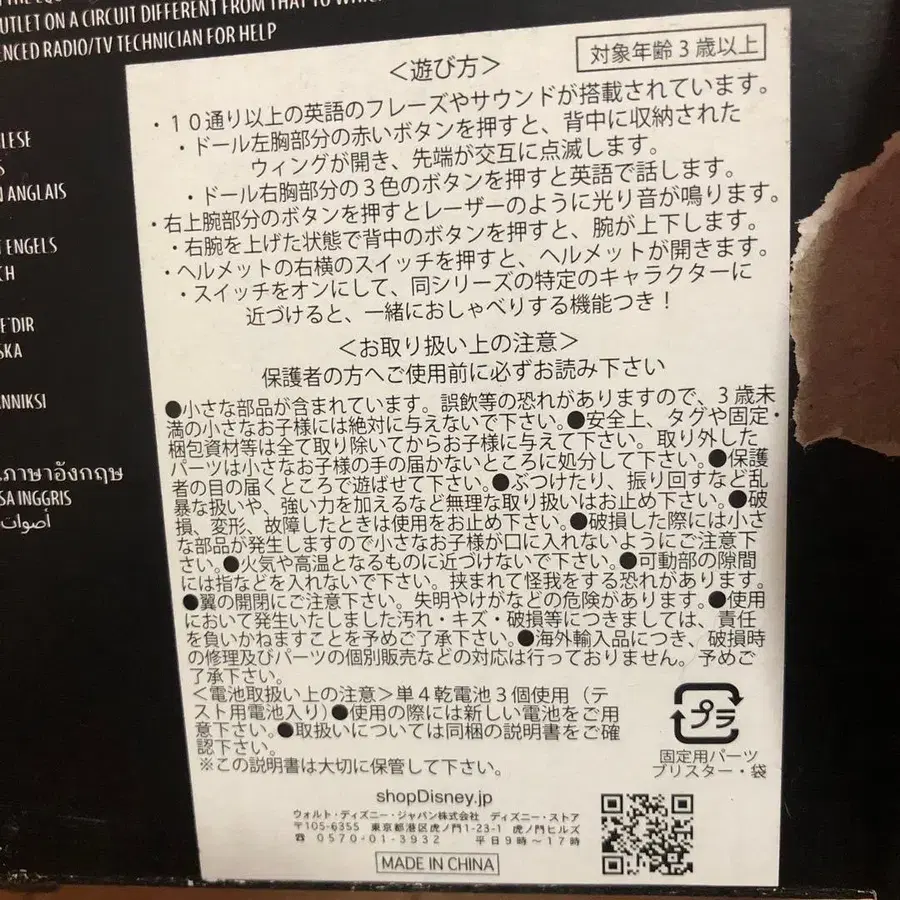 THE EQU
OUTLET ON A CIRCUIT DIFFERENT FROM THAT TO WHICH
ENCED RADIO/TV TECHNICIAN FOR HELP
LESE
S
N ANGLAIS
T ENGELS
CH
E DIR
SKA
ANNIKSI
ภาษาอังกฤษ
SA INGGRIS
أصوات
対象年齢3歳以上
<遊び方>
・10通り以上の英語のフレーズやサウンドが搭載されています。
・ドール左胸部分の赤いボタンを押すと、背中に収納された
ウィングが開き、先端が交互に点滅します。
・ドール右胸部分の3色のボタンを押すと英語で話します。
・右上腕部分のボタンを押すとレーザーのように光り音が鳴ります。
・右腕を上げた状態で背中のボタンを押すと、腕が上下します。
・ヘルメットの右横のスイッチを押すと、ヘルメットが開きます。
・スイッチをオンにして、同シリーズの特定のキャラクターに
近づけると、一緒におしゃべりする機能つき!
<お取り扱い上の注意>
保護者の方へご使用前に必ずお読み下さい
●小さな部品が含まれています。誤飲等の恐れがありますので、3歳未
満の小さなお子様には絶対に与えないで下さい。●安全上、タグや固定・
梱包資材等は全て取り除いてからお子様に与えて下さい。取り外した
パーツは小さなお子様の手の届かないところに処分して下さい。●保護
者の目の届くところで遊ばせて下さい。●ぶつけたり、振り回すなど乱
暴な扱いや、強い力を加えるなど無理な取り扱いはお止め下さい。●破
損、変形、故障したときは使用をお止め下さい。●破損した際には小さ
な部品が発生しますので小さなお子様が口に入れないようにご注意下
さい。●火気や高温となるものに近づけないで下さい。●可動部の隙間
には指などを入れないで下さい。挟まれて怪我をする恐れがあります。
●翼の開閉にご注意下さい。失明やけがなどの危険があります。●使用
において発生いたしました汚れ・キズ・破損等につきましては、責任
を負いかねますことを予めご了承下さい。●海外輸入品につき、破損時
の修理及びパーツの個別販売などの対応は行っておりません。予めご
了承下さい。
<電池取扱い上の注意>単4乾電池3個使用(テ
スト用電池入り)●使用の際には新しい電池をご用
意下さい。●取扱いについては同梱の説明書をご確
認下さい。
※この説明書は大切に保管して下さい。
プラ
固定用パーツ
ブリスター・袋
shopDisney.jp
ウォルト・ディズニー・ジャパン株式会社 ディズニー・ストア
〒105-6355 東京都港区虎ノ門1-23-1 虎ノ門ヒルズ
☎ 0570-01-3932 平日9時〜17時
MADE IN CHINA